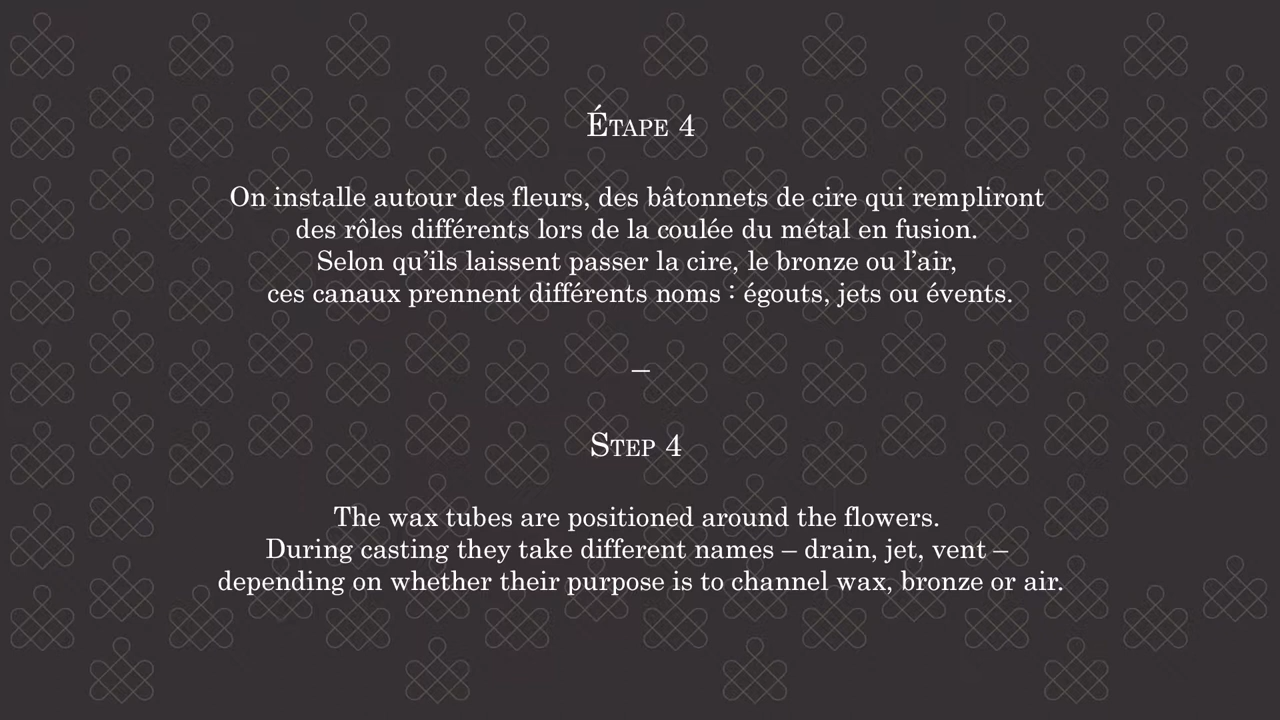 Étape 4
On installe autour des fleurs, des bâtonnets de cire qui rempliront
des rôles différents lors de la coulée du métal en fusion.
Selon qu’ils laissent passer la cire, le bronze ou l’air,
ces canaux prennent différents noms : égouts, jets ou évents.
–
Step 4
The wax tubes are positioned around the flowers.
During casting they take different names – drain, jet, vent –
depending on whether their purpose is to channel wax, bronze or air.